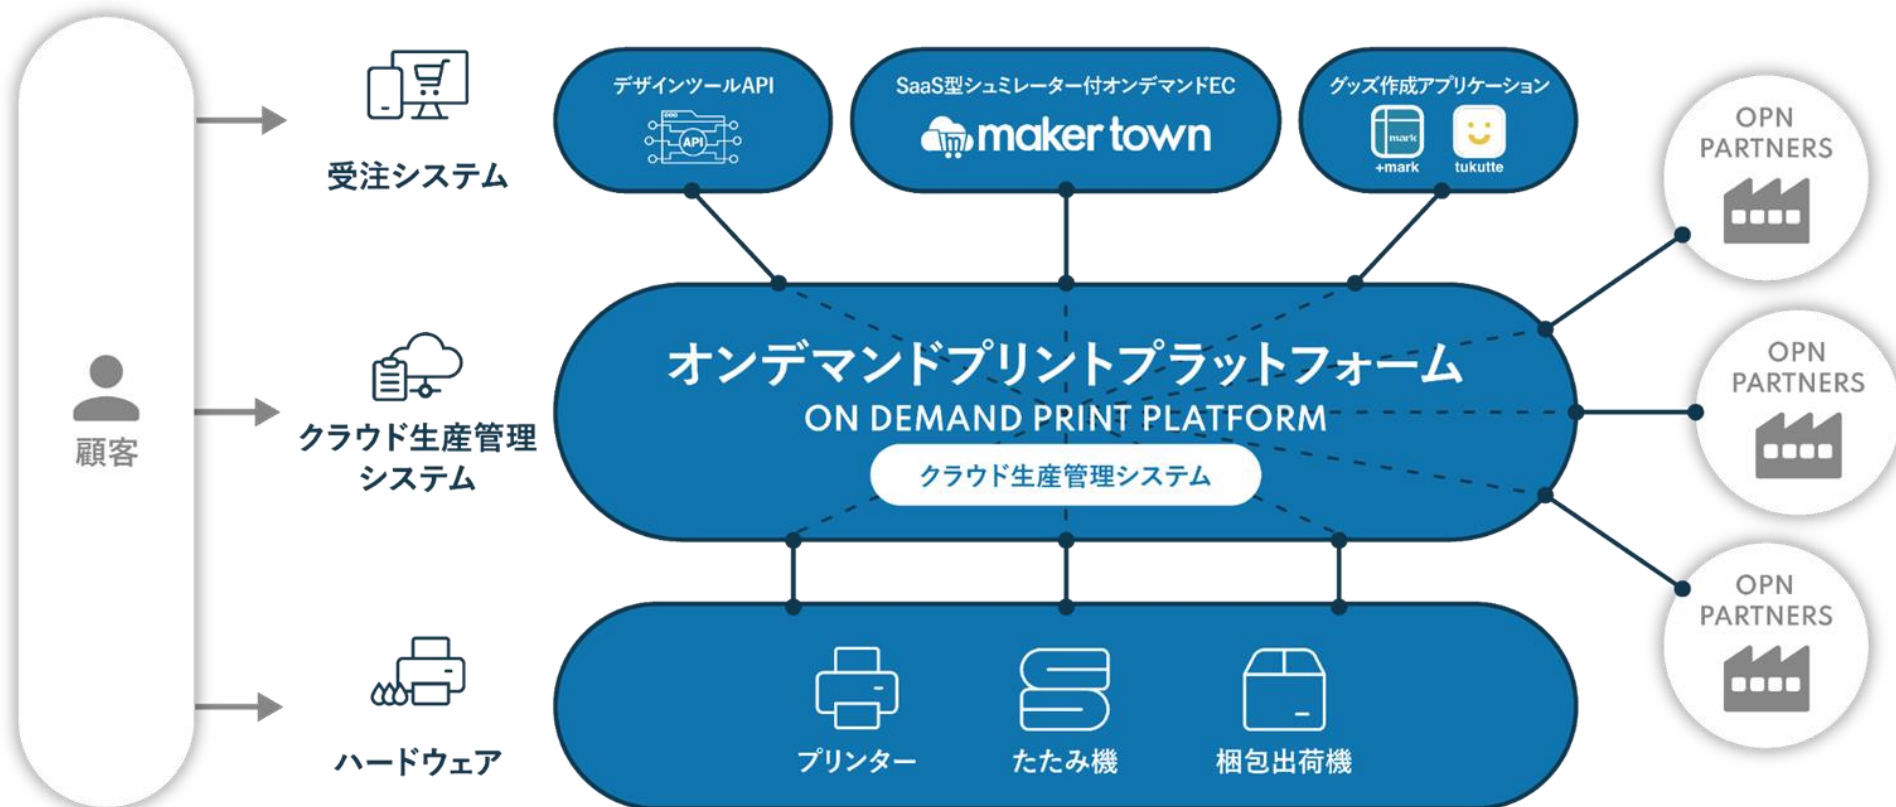 顧客
受注システム
クラウド生産管理
システム
ハードウェア
デザインツールAPI
API
SaaS型シュミレーター付オンデマンドEC
maker town
グッズ作成アプリケーション
mark
+mark
tukutte
オンデマンドプリントプラットフォーム
ON DEMAND PRINT PLATFORM
クラウド生産管理システム
プリンター
たたみ機
梱包出荷機
OPN
PARTNERS
OPN
PARTNERS
OPN
PARTNERS